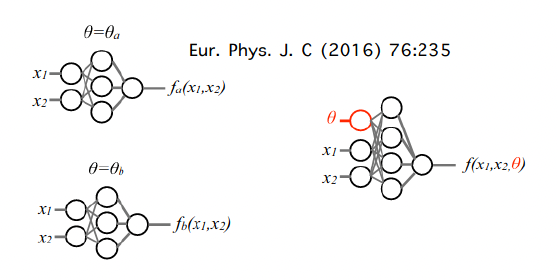 θ=θa
Eur. Phys. J. C (2016) 76:235
x1
x2
fa(x1,x2)
θ=θb
x1
x2
fb(x1,x2)
θ
x1
x2
f(x1,x2,θ)